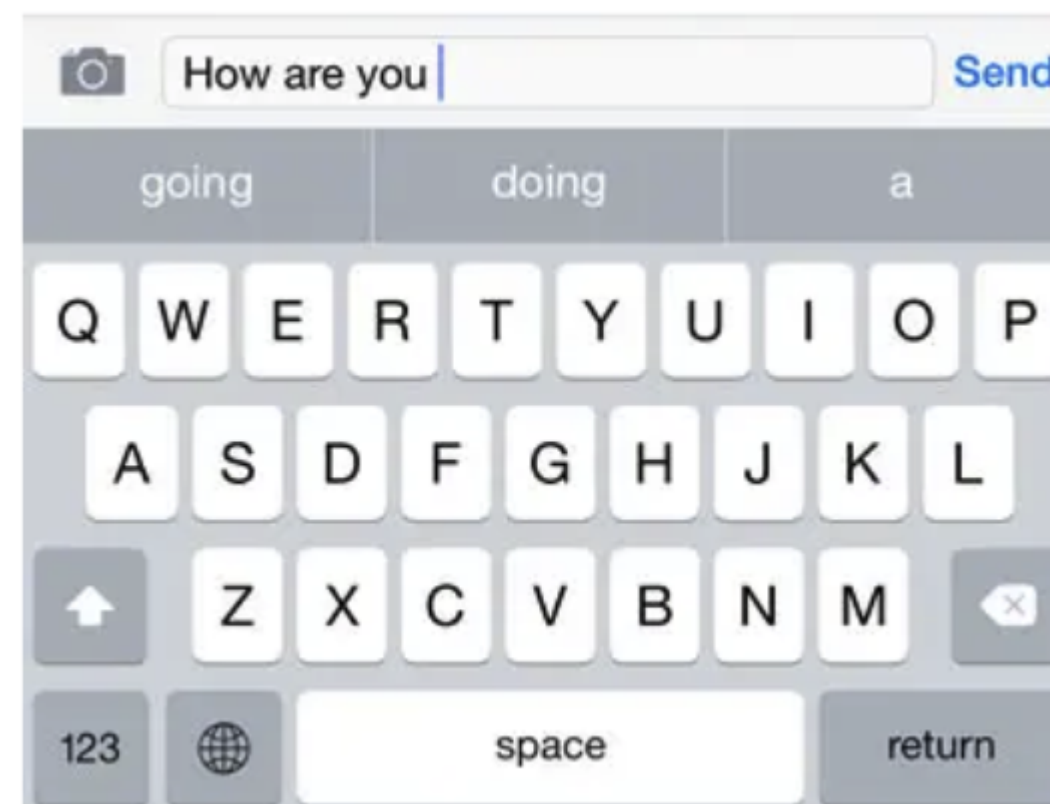 How are you
Send
going doing a
Q W E R T Y U I O P
A S D F G H J K L
Z X C V B N M
123 space return